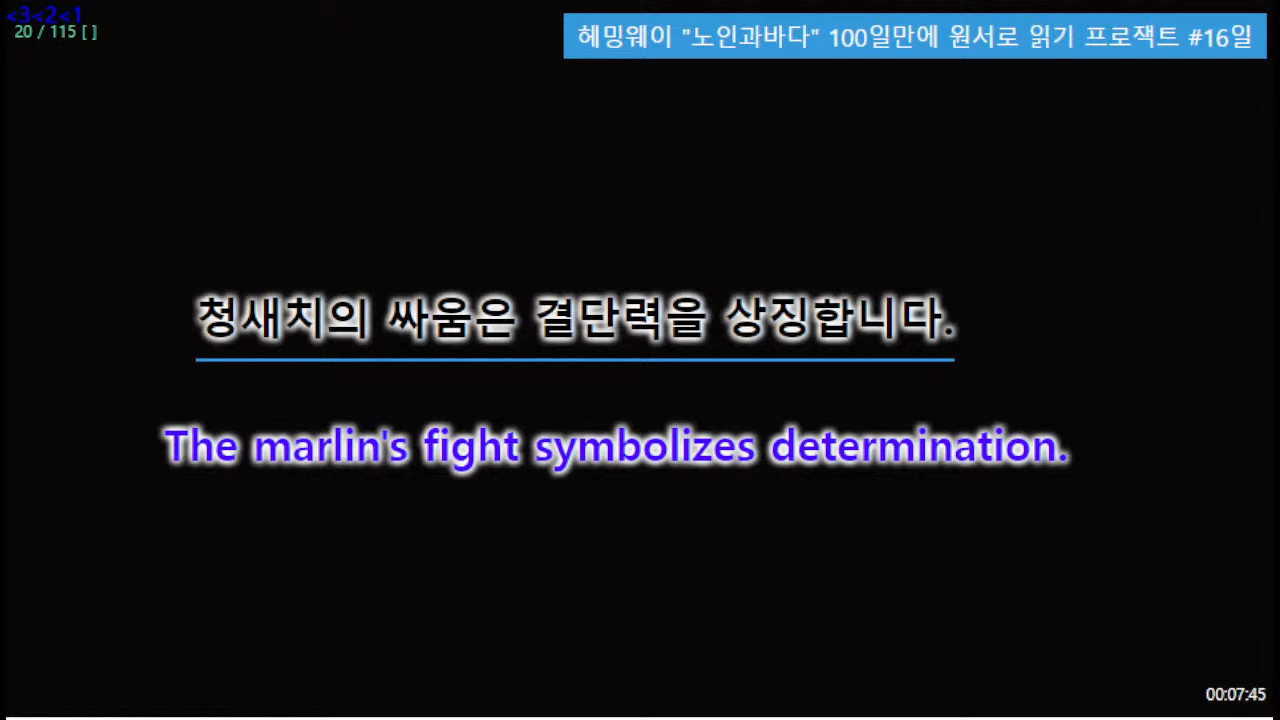 <3<2<1
20 / 115 [ ]
헤밍웨이 "노인과바다" 100일만에 원서로 읽기 프로잭트 #16일
청새치의 싸움은 결단력을 상징합니다.
The marlin's fight symbolizes determination.
00:07:45